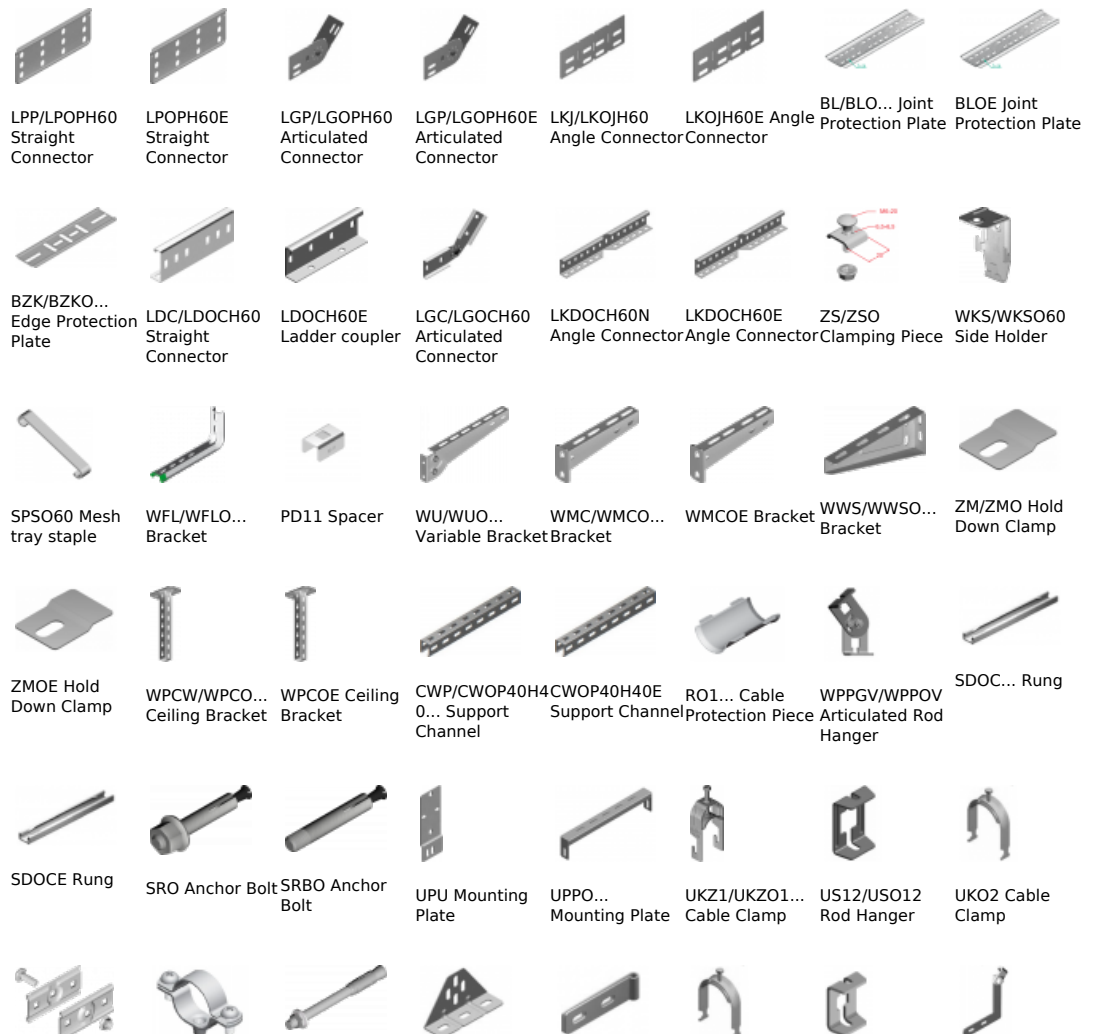 LPP/LPOPH60
Straight
Connector
LPOPH60E
Straight
Connector
LGP/LGOPH60
Articulated
Connector
LGP/LGOPH60E
Articulated
Connector
LKJ/LKOJH60
Angle Connector
LKOJH60E Angle
Connector
BL/BLO... Joint
Protection Plate
BLOE Joint
Protection Plate
BZK/BZKO...
Edge Protection
Plate
LDC/LDOCH60
Straight
Connector
LDOCH60E
Ladder coupler
LGC/LGOCH60
Articulated
Connector
LKDOCH60N
Angle Connector
LKDOCH60E
Angle Connector
ZS/ZSO
Clamping Piece
WKS/WKSO60
Side Holder
SPSO60 Mesh
tray staple
WFL/WFLO...
Bracket
PD11 Spacer
WU/WUO...
Variable Bracket
WMC/WMCO...
Bracket
WMCOE Bracket
WWS/WWSO...
Bracket
ZM/ZMO Hold
Down Clamp
ZMOE Hold
Down Clamp
WPCW/WPCO...
Ceiling Bracket
WPCOE Ceiling
Bracket
CWP/CWOP40H4
0... Support
Channel
CWOP40H40E
Support Channel
RO1... Cable
Protection Piece
WPPGV/WPPOV
Articulated Rod
Hanger
SDOC... Rung
SDOCE Rung
SRO Anchor Bolt
SRBO Anchor
Bolt
UPU Mounting
Plate
UPPO...
Mounting Plate
UKZ1/UKZO1...
Cable Clamp
US12/USO12
Rod Hanger
UKO2 Cable
Clamp